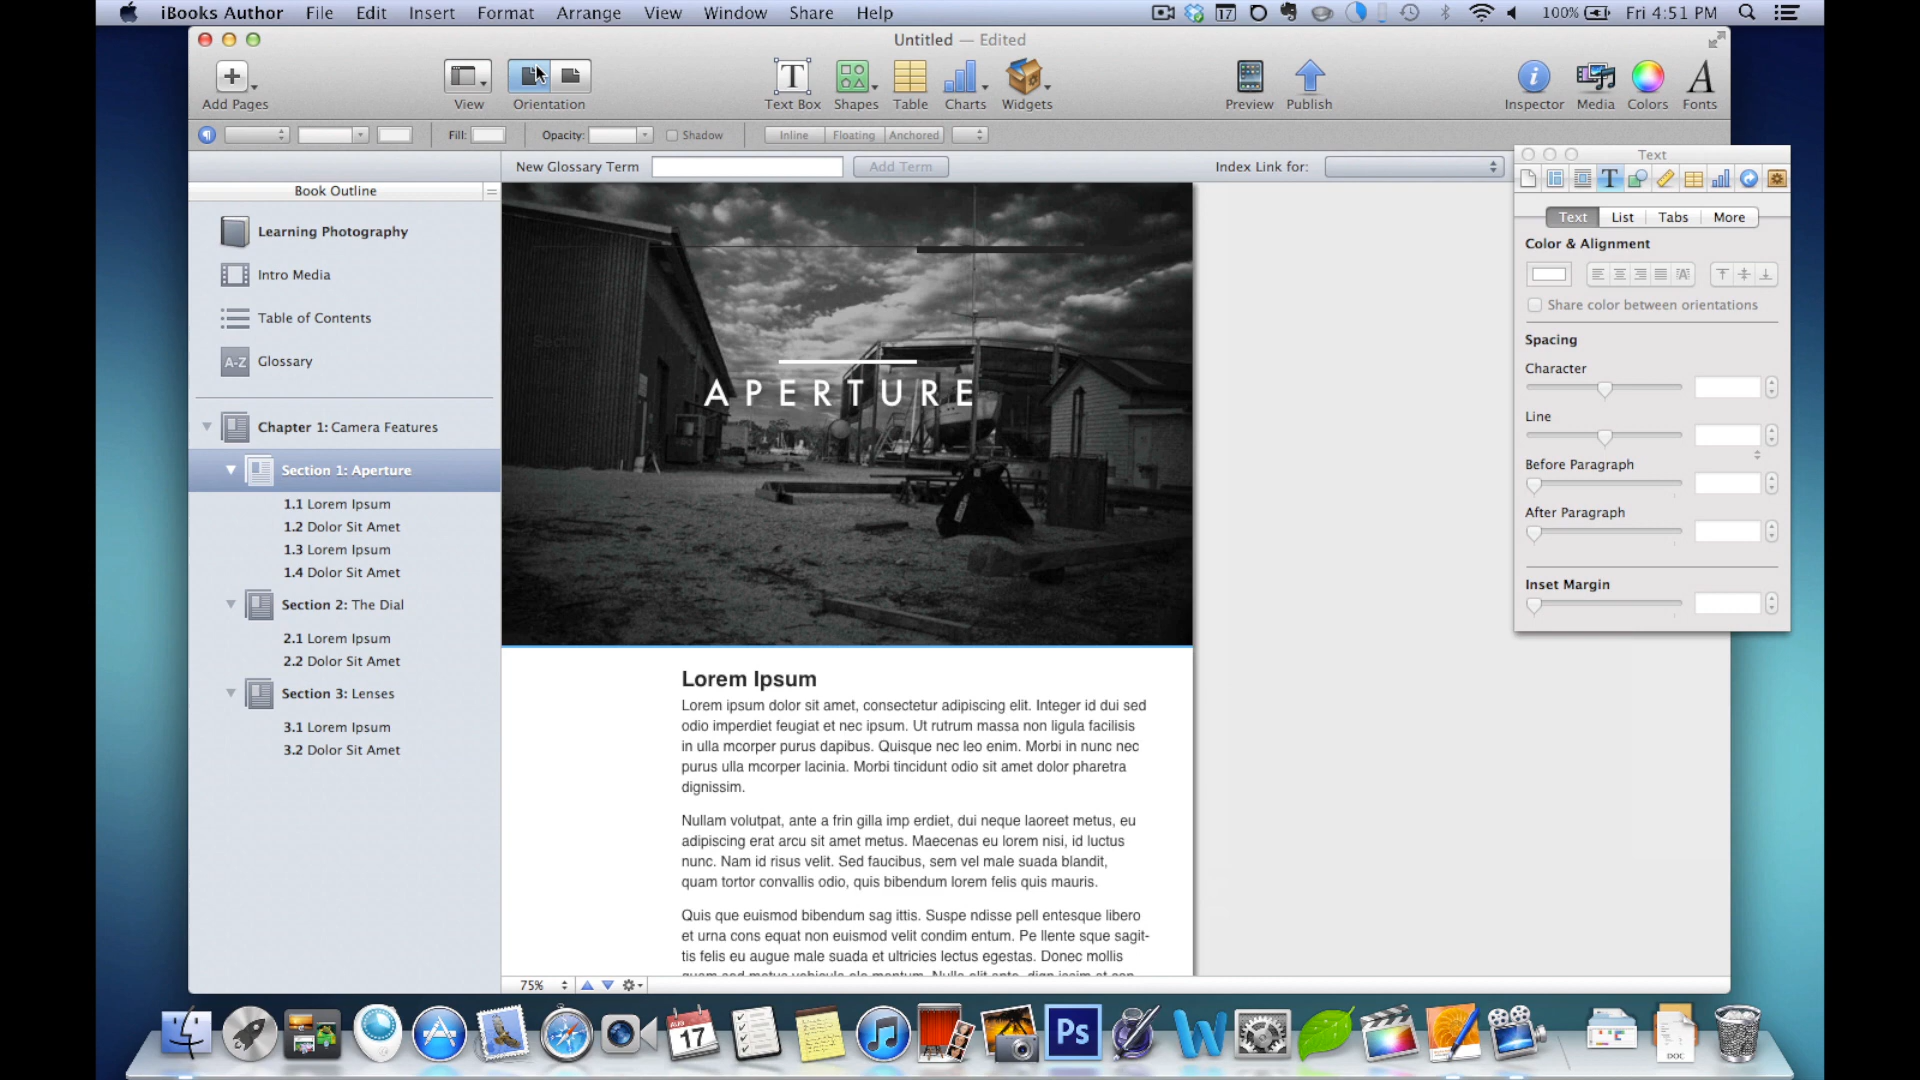 iBooks Author File Edit Insert Format Arrange View Window Share Help
17 100% Fri 4:51 PM
Untitled — Edited
Add Pages View Orientation Text Box Shapes Table Charts Widgets Preview Publish Inspector Media Colors Fonts
Fill: Opacity: Shadow Inline Floating Anchored
New Glossary Term Add Term Index Link for:
Book Outline
Learning Photography
Intro Media
Table of Contents
A-Z Glossary
Chapter 1: Camera Features
Section 1: Aperture
1.1 Lorem Ipsum
1.2 Dolor Sit Amet
1.3 Lorem Ipsum
1.4 Dolor Sit Amet
Section 2: The Dial
2.1 Lorem Ipsum
2.2 Dolor Sit Amet
Section 3: Lenses
3.1 Lorem Ipsum
3.2 Dolor Sit Amet
APERTURE
Lorem Ipsum
Lorem ipsum dolor sit amet, consectetur adipiscing elit. Integer id dui sed
odio imperdiet feugiat et nec ipsum. Ut rutrum massa non ligula facilisis
in ulla mcorper purus dapibus. Quisque nec leo enim. Morbi in nunc nec
purus ulla mcorper lacinia. Morbi tincidunt odio sit amet dolor pharetra
dignissim.
Nullam volutpat, ante a frin gilla imp erdiet, dui neque laoreet metus, eu
adipiscing erat arcu sit amet metus. Maecenas eu lorem nisi, id luctus
nunc. Nam id risus velit. Sed faucibus, sem vel male suada blandit,
quam tortor convallis odio, quis bibendum lorem felis quis mauris.
Quis que euismod bibendum sag ittis. Suspe ndisse pell entesque libero
et urna cons equat non euismod velit condim entum. Pe llente sque sagit-
tis felis eu augue male suada et ultricies lectus egestas. Donec mollis
75%
Text
Text List Tabs More
Color & Alignment
Share color between orientations
Spacing
Character
Line
Before Paragraph
After Paragraph
Inset Margin
17
Ps
DOC